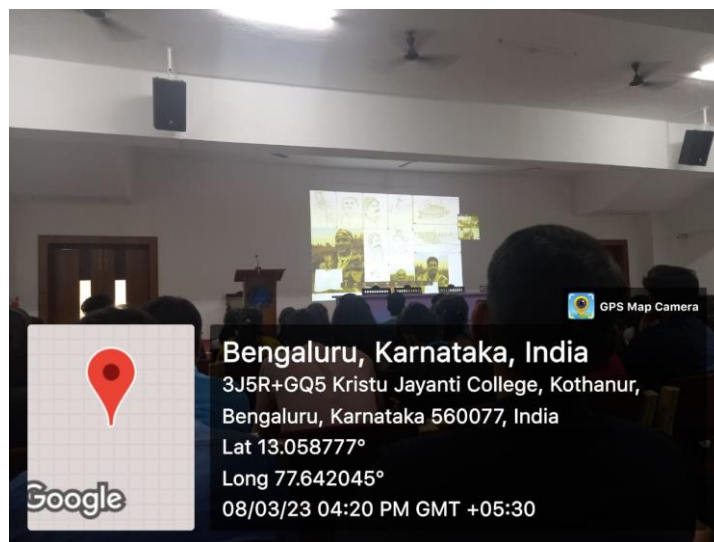 GPS Map Camera
Bengaluru, Karnataka, India
3J5R+GQ5 Kristu Jayanti College, Kothanur,
Bengaluru, Karnataka 560077, India
Lat 13.058777°
Long 77.642045°
08/03/23 04:20 PM GMT +05:30
Google